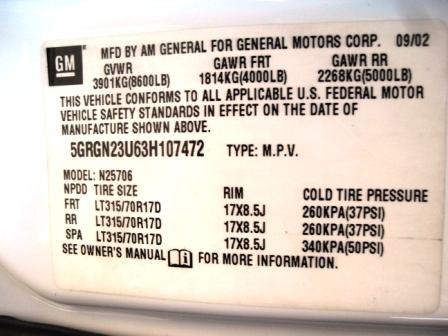 GM
MFD BY AM GENERAL FOR GENERAL MOTORS CORP. 09/02
GVWR GAWR FRT GAWR RR
3901KG(8600LB) 1814KG(4000LB) 2268KG(5000LB)
THIS VEHICLE CONFORMS TO ALL APPLICABLE U.S. FEDERAL MOTOR
VEHICLE SAFETY STANDARDS IN EFFECT ON THE DATE OF
MANUFACTURE SHOWN ABOVE.
5GRGN23U63H107472 TYPE: M.P.V.
MODEL: N25706
NPDD TIRE SIZE RIM COLD TIRE PRESSURE
FRT LT315/70R17D 17X8.5J 260KPA(37PSI)
RR LT315/70R17D 17X8.5J 260KPA(37PSI)
SPA LT315/70R17D 17X8.5J 340KPA(50PSI)
SEE OWNER'S MANUAL i FOR MORE INFORMATION.